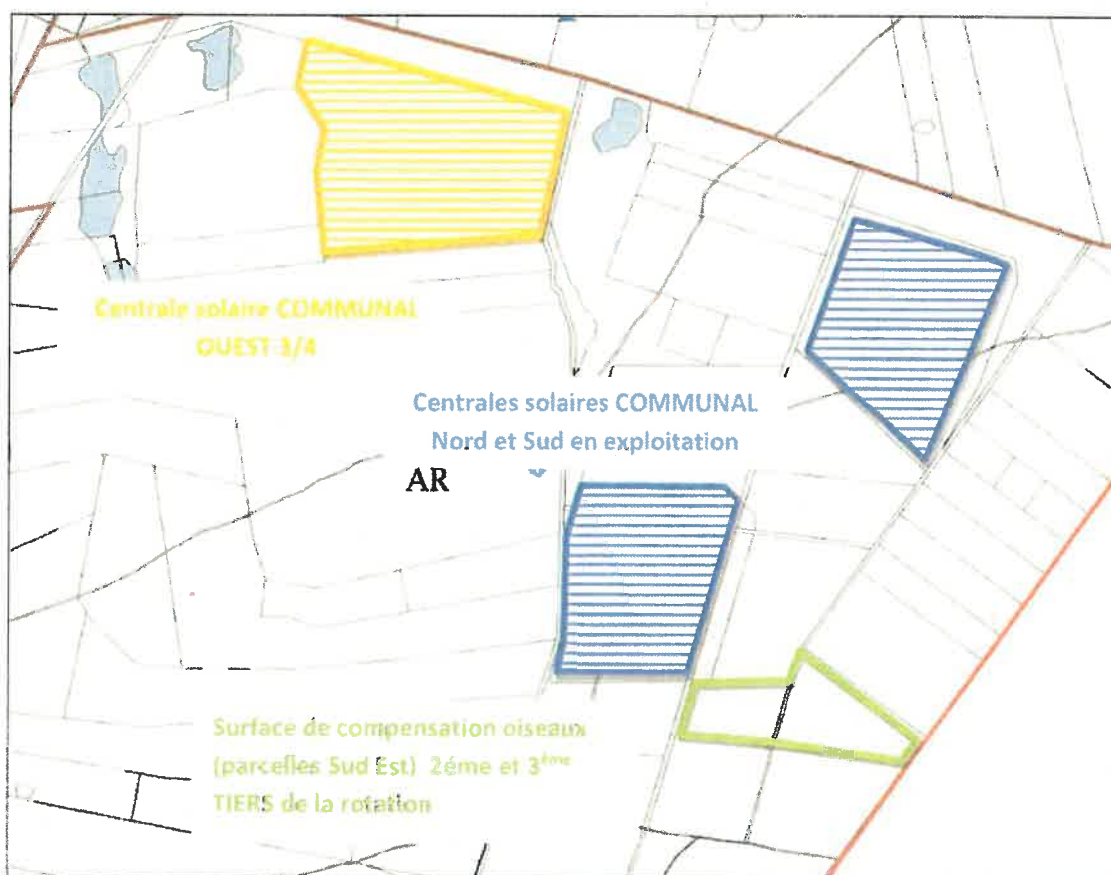 Centrale solaire COMMUNAL
OUEST 3/4
Centrales solaires COMMUNAL
Nord et Sud en exploitation
AR
Surface de compensation oiseaux
(parcelles Sud Est) 2éme et 3ème
TIERS de la rotation